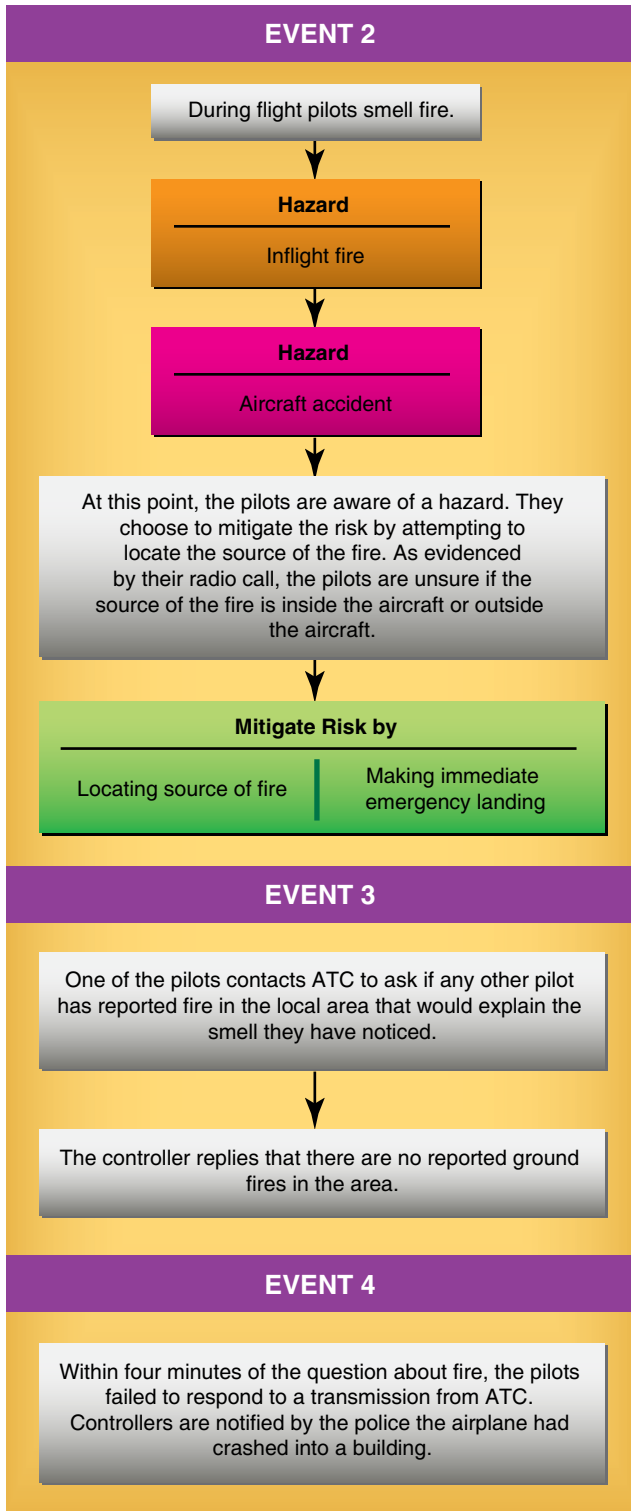 EVENT 2
During flight pilots smell fire.
Hazard
Inflight fire
Hazard
Aircraft accident
At this point, the pilots are aware of a hazard. They
choose to mitigate the risk by attempting to
locate the source of the fire. As evidenced
by their radio call, the pilots are unsure if the
source of the fire is inside the aircraft or outside
the aircraft.
Mitigate Risk by
Locating source of fire
Making immediate
emergency landing
EVENT 3
One of the pilots contacts ATC to ask if any other pilot
has reported fire in the local area that would explain the
smell they have noticed.
The controller replies that there are no reported ground
fires in the area.
EVENT 4
Within four minutes of the question about fire, the pilots
failed to respond to a transmission from ATC.
Controllers are notified by the police the airplane had
crashed into a building.